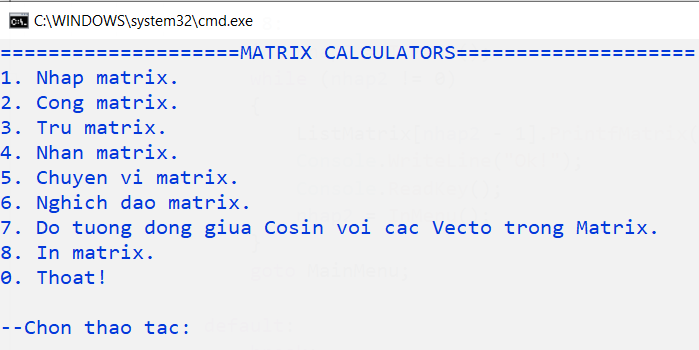 C:\WINDOWS\system32\cmd.exe
====================MATRIX CALCULATORS====================
1. Nhap matrix.
2. Cong matrix.
3. Tru matrix.
4. Nhan matrix.
5. Chuyen vi matrix.
6. Nghich dao matrix.
7. Do tuong dong giua Cosin voi cac Vecto trong Matrix.
8. In matrix.
0. Thoat!
--Chon thao tac: